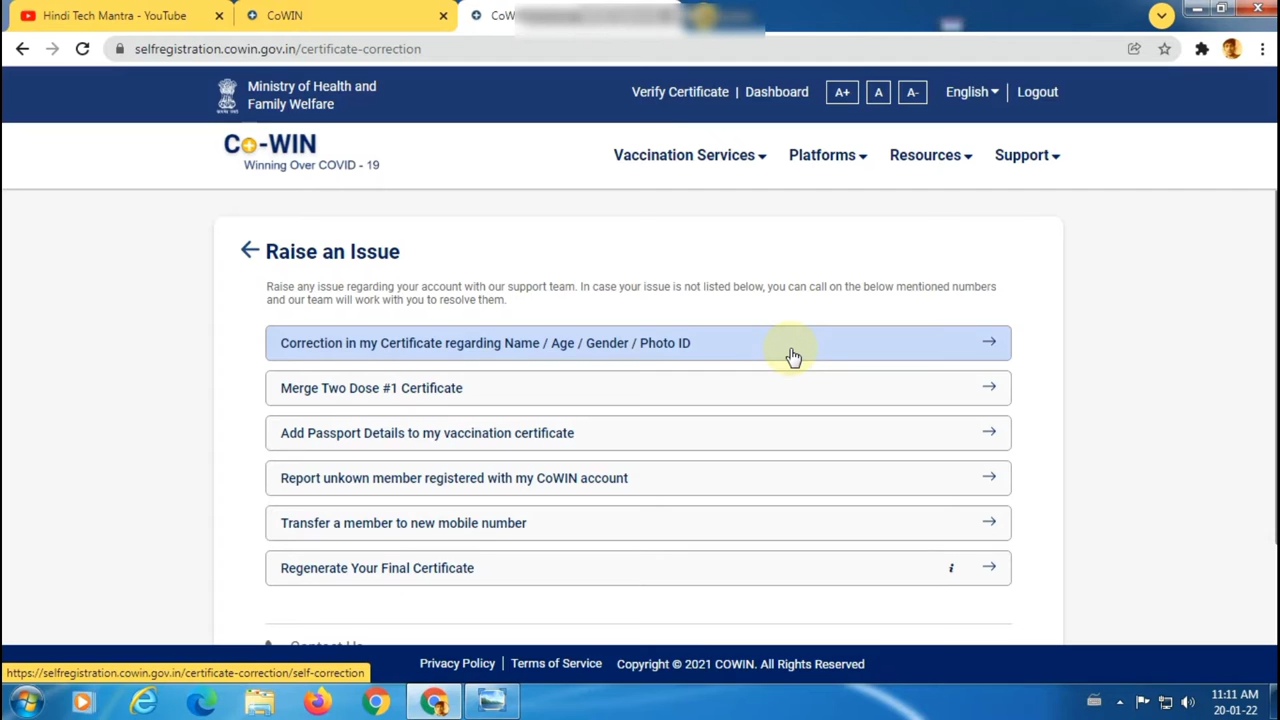 Hindi Tech Mantra - YouTube
CoWIN
CoW
selfregistration.cowin.gov.in/certificate-correction
Ministry of Health and
Family Welfare
Verify Certificate | Dashboard
A+
A
A-
English
Logout
Co-WIN
Winning Over COVID - 19
Vaccination Services
Platforms
Resources
Support
Raise an Issue
Raise any issue regarding your account with our support team. In case your issue is not listed below, you can call on the below mentioned numbers
and our team will work with you to resolve them.
Correction in my Certificate regarding Name / Age / Gender / Photo ID
Merge Two Dose #1 Certificate
Add Passport Details to my vaccination certificate
Report unkown member registered with my CoWIN account
Transfer a member to new mobile number
Regenerate Your Final Certificate
i
Contact Us
Privacy Policy | Terms of Service Copyright © 2021 COWIN. All Rights Reserved
https://selfregistration.cowin.gov.in/certificate-correction/self-correction
11:11 AM
20-01-22